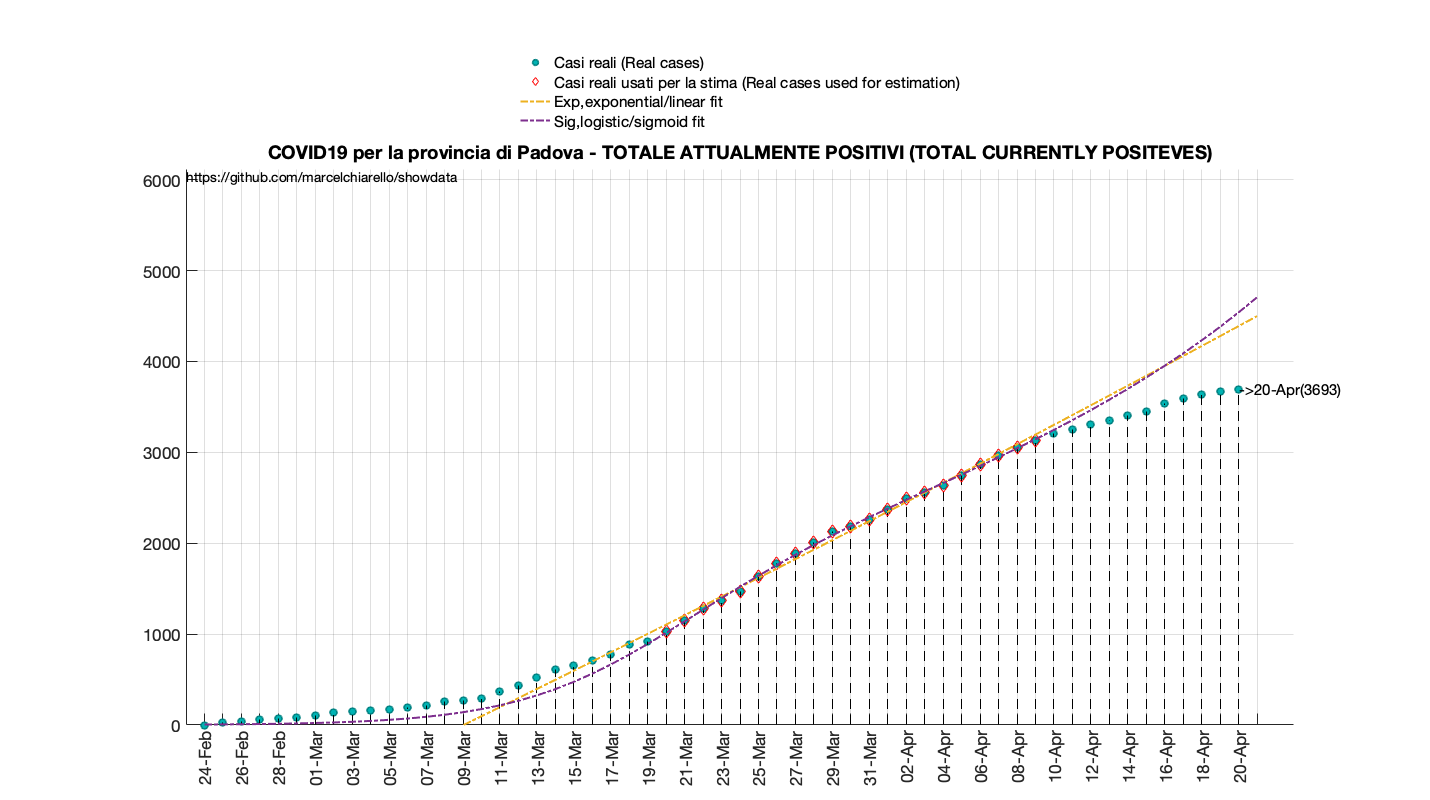 Casi reali (Real cases)
Casi reali usati per la stima (Real cases used for estimation)
Exp,exponential/linear fit
Sig,logistic/sigmoid fit
COVID19 per la provincia di Padova - TOTALE ATTUALMENTE POSITIVI (TOTAL CURRENTLY POSITEVES)
https://github.com/marcelchiarello/showdata
6000
5000
4000
3000
2000
1000
0
->20-Apr(3693)
24-Feb
26-Feb
28-Feb
01-Mar
03-Mar
05-Mar
07-Mar
09-Mar
11-Mar
13-Mar
15-Mar
17-Mar
19-Mar
21-Mar
23-Mar
25-Mar
27-Mar
29-Mar
31-Mar
02-Apr
04-Apr
06-Apr
08-Apr
10-Apr
12-Apr
14-Apr
16-Apr
18-Apr
20-Apr